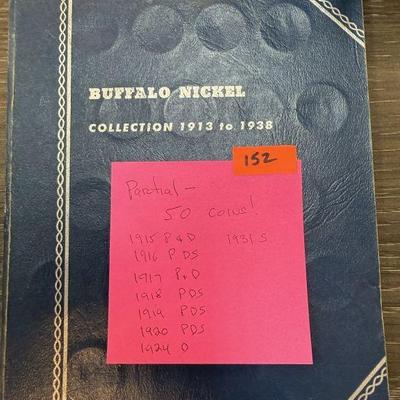 BUFFALO NICKEL
COLLECTION 1913 to 1938
152
Partial -
50 coins!
1915 P & D 1931 S
1916 P DS
1917 P & D
1918 PDS
1919 PDS
1920 PDS
1924 D